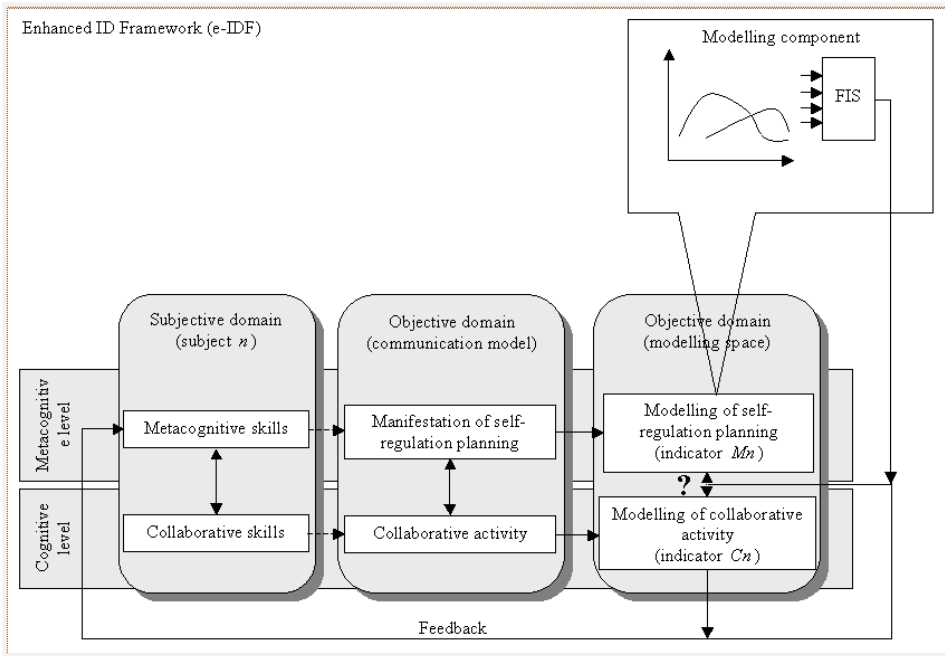 Enhanced ID Framework (e-IDF)
Modelling component
FIS
Subjective domain
(subject n)
Objective domain
(communication model)
Objective domain
(modelling space)
Metacognitiv
e level
Metacognitive skills
Manifestation of self-
regulation planning
Modelling of self-
regulation planning
(indicator Mn)
?
Cognitive
level
Collaborative skills
Collaborative activity
Modelling of collaborative
activity
(indicator Cn)
Feedback